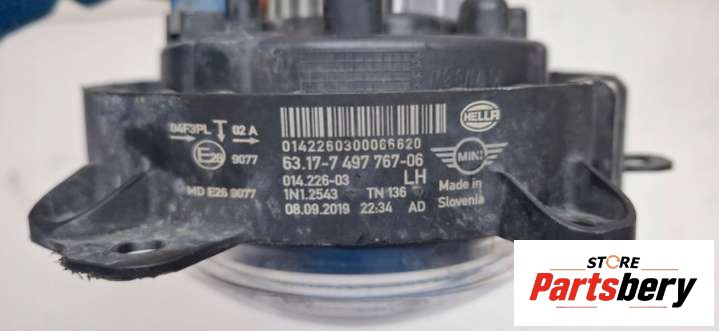 04F3PL 02 A
E26 9077
MD E26 9077
0142260300066620
63.17-7 497 767-06
014.226-03 LH
1N1.2543 TN 136
08.09.2019 22:34 AD
HELLA
MINI
Made in
Slovenia
STORE
Partsbery